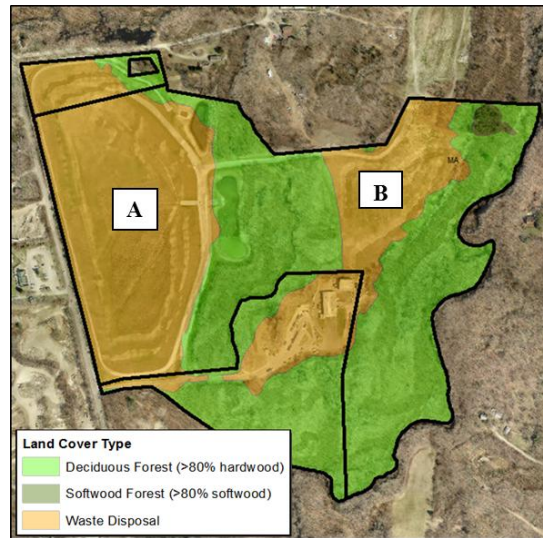 A
B
MA
Land Cover Type
Deciduous Forest (>80% hardwood)
Softwood Forest (>80% softwood)
Waste Disposal